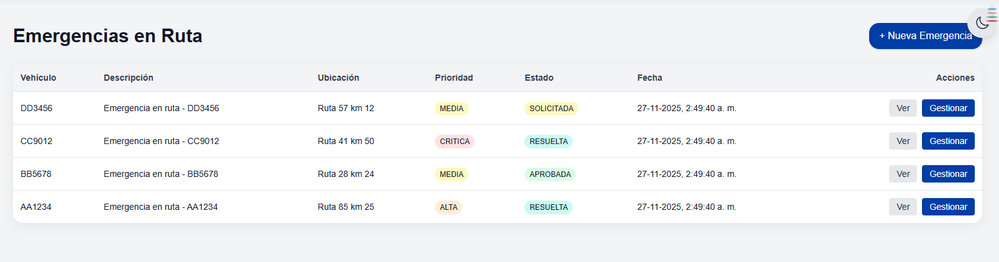 Emergencias en Ruta
+ Nueva Emergencia
Vehículo Descripción Ubicación Prioridad Estado Fecha Acciones
DD3456 Emergencia en ruta - DD3456 Ruta 57 km 12 MEDIA SOLICITADA 27-11-2025, 2:49:40 a. m. Ver Gestionar
CC9012 Emergencia en ruta - CC9012 Ruta 41 km 50 CRITICA RESUELTA 27-11-2025, 2:49:40 a. m. Ver Gestionar
BB5678 Emergencia en ruta - BB5678 Ruta 28 km 24 MEDIA APROBADA 27-11-2025, 2:49:40 a. m. Ver Gestionar
AA1234 Emergencia en ruta - AA1234 Ruta 85 km 25 ALTA RESUELTA 27-11-2025, 2:49:40 a. m. Ver Gestionar